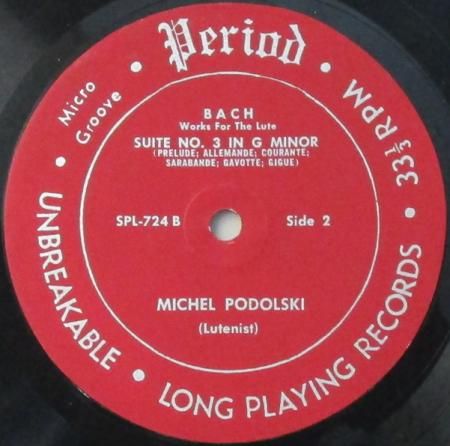 Period
Micro
Groove
33⅓ RPM
BACH
Works For The Lute
SUITE NO. 3 IN G MINOR
(PRELUDE; ALLEMANDE; COURANTE;
SARABANDE; GAVOTTE; GIGUE)
SPL-724 B Side 2
MICHEL PODOLSKI
(Lutenist)
UNBREAKABLE • LONG PLAYING RECORDS